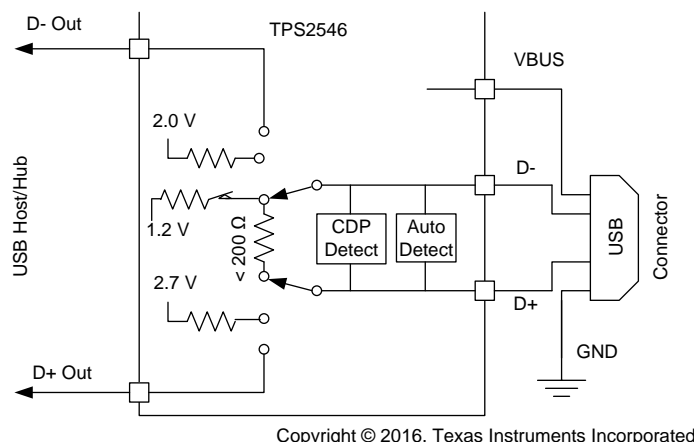 D- Out
TPS2546
VBUS
2.0 V
D-
1.2 V
CDP
Detect
Auto
Detect
< 200 Ω
USB Host/Hub
USB
Connector
2.7 V
D+
GND
D+ Out
Copyright © 2016, Texas Instruments Incorporated